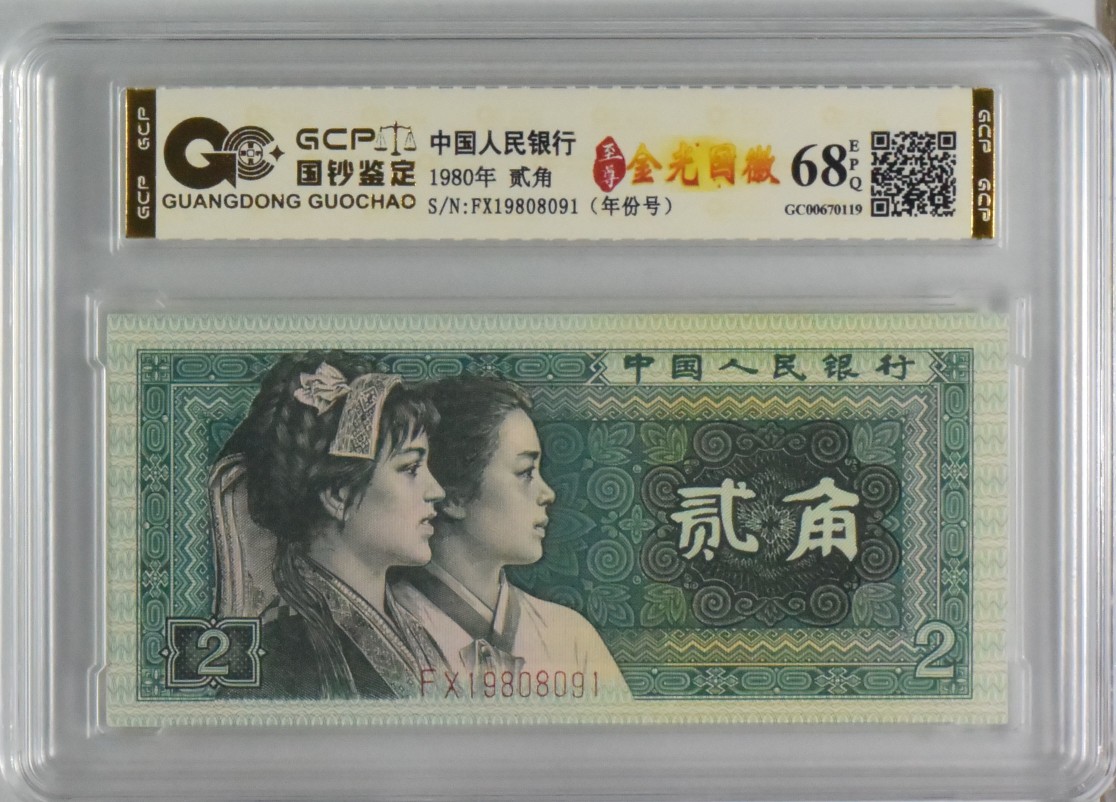 GCP GCP
GCP
国钞鉴定
GUANGDONG GUOCHAO
中国人民银行
1980年 贰角
S/N:FX19808091（年份号）
至尊
金光国徽
68
EPQ
GC00670119
GCP GCP
中国人民银行
贰角
2
2
FX19808091